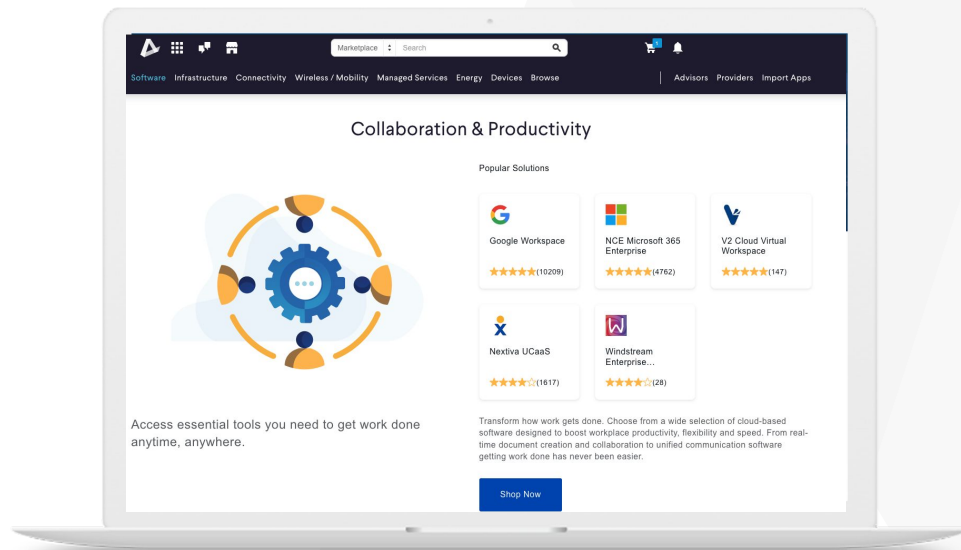 Marketplace
Search
1
Software Infrastructure Connectivity Wireless / Mobility Managed Services Energy Devices Browse
Advisors Providers Import Apps
Collaboration & Productivity
Popular Solutions
Google Workspace
★★★★★(10209)
NCE Microsoft 365
Enterprise
★★★★★(4762)
V2 Cloud Virtual
Workspace
★★★★★(147)
Nextiva UCaaS
★★★★☆(1617)
Windstream
Enterprise...
★★★★☆(28)
Access essential tools you need to get work done
anytime, anywhere.
Transform how work gets done. Choose from a wide selection of cloud-based
software designed to boost workplace productivity, flexibility and speed. From real-
time document creation and collaboration to unified communication software
getting work done has never been easier.
Shop Now